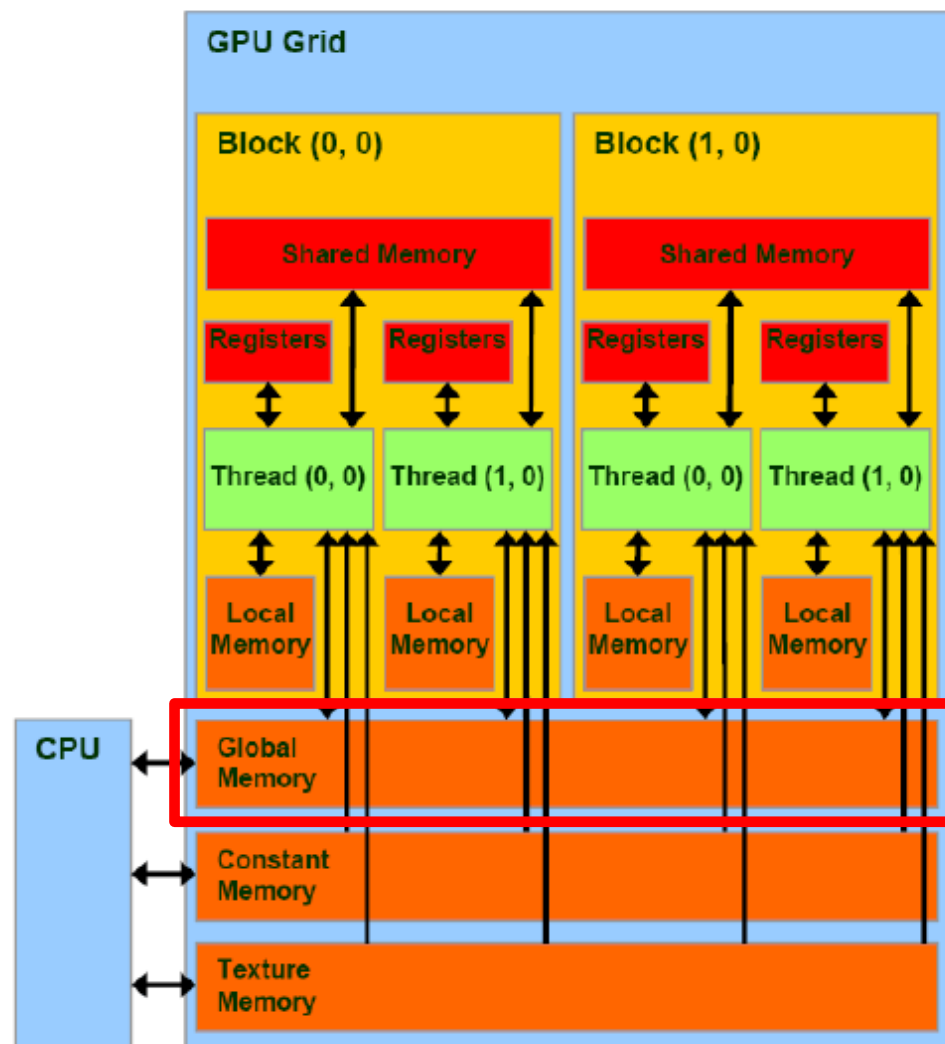 GPU Grid
Block (0, 0)
Block (1, 0)
Shared Memory
Shared Memory
Registers
Registers
Registers
Registers
Thread (0, 0)
Thread (1, 0)
Thread (0, 0)
Thread (1, 0)
Local
Memory
Local
Memory
Local
Memory
Local
Memory
CPU
Global
Memory
Constant
Memory
Texture
Memory